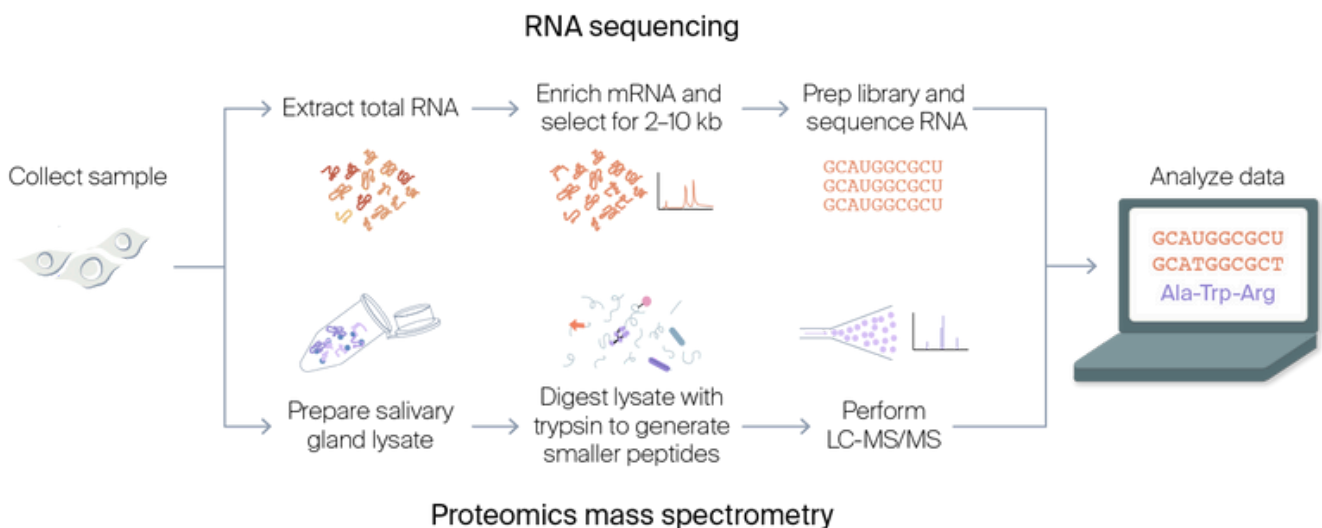 RNA sequencing
Extract total RNA
Enrich mRNA and
select for 2–10 kb
Prep library and
sequence RNA
Collect sample
GCAUGGCGCU
GCAUGGCGCU
GCAUGGCGCU
Analyze data
GCAUGGCGCU
GCATGGCGCT
Ala-Trp-Arg
Prepare salivary
gland lysate
Digest lysate with
trypsin to generate
smaller peptides
Perform
LC-MS/MS
Proteomics mass spectrometry